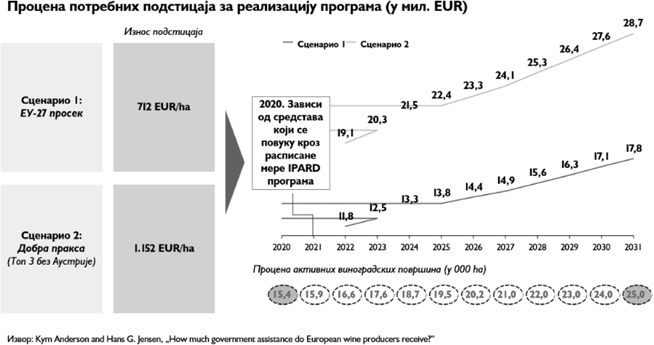 Процена потребних подстицаја за реализацију програма (у мил. EUR)
Износ подстицаја
Сценарио 1:
ЕУ-27 просек
712 EUR/ha
Сценарио 2:
Добра пракса
(Топ 3 без Аустрије)
1.152 EUR/ha
Сценарио 1 Сценарио 2
2020. Зависи
од средстава
који се
повуку кроз
расписане
мере IPARD
програма
19,1 20,3 21,5 22,4 23,3 24,1 25,3 26,4 27,6 28,7
11,8 12,5 13,3 13,8 14,4 14,9 15,6 16,3 17,1 17,8
2020 2021 2022 2023 2024 2025 2026 2027 2028 2029 2030 2031
Процена активних виноградских површина (у 000 ha)
15,4 15,9 16,6 17,6 18,7 19,5 20,2 21,0 22,0 23,0 24,0 25,0
Извор: Kym Anderson and Hans G. Jensen, „How much government assistance do European wine producers receive?“